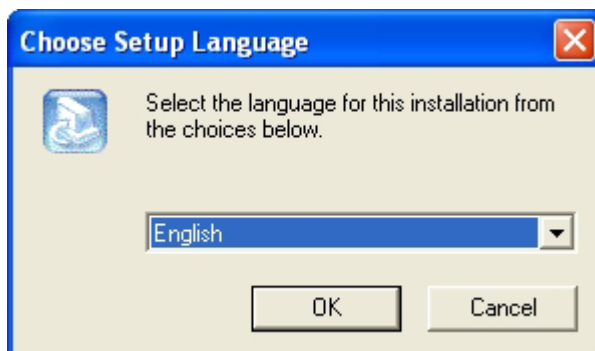 Choose Setup Language
Select the language for this installation from
the choices below.
English
OK
Cancel